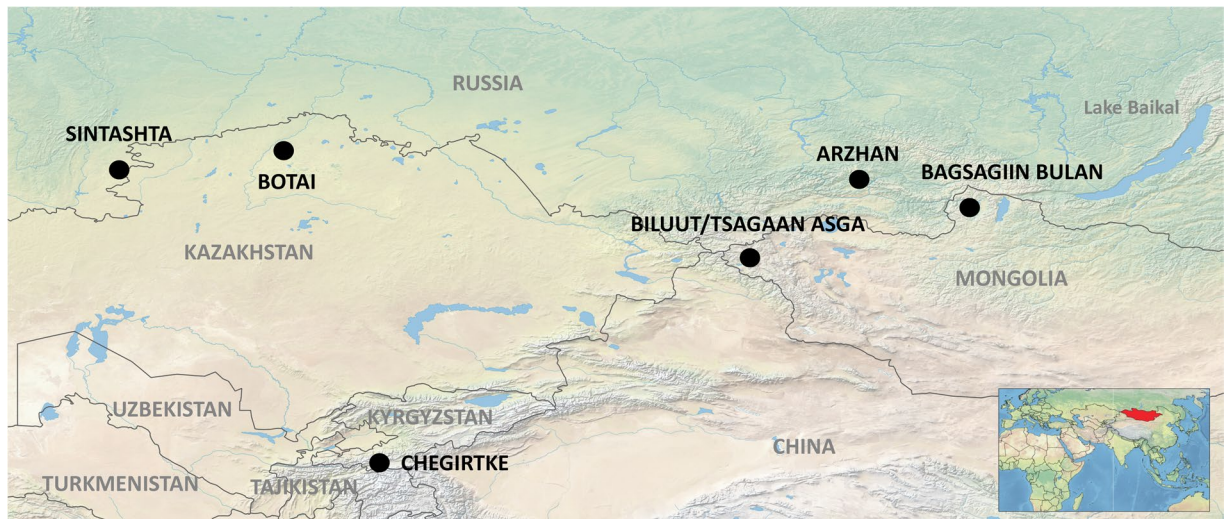 RUSSIA
Lake Baikal
SINTASHTA
ARZHAN
BAGSAGIIN BULAN
BOTAI
BILUUT/TSAGAAN ASGA
KAZAKHSTAN
MONGOLIA
UZBEKISTAN
KYRGYZSTAN
CHINA
CHEGIRTKE
TURKMENISTAN
TAJIKISTAN